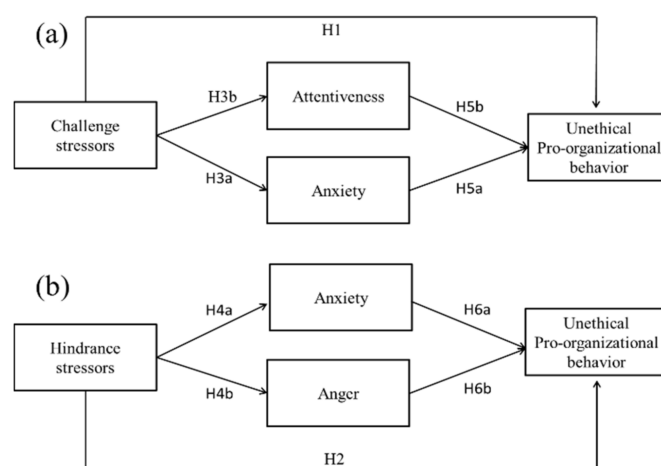 (a)
H1
Challenge
stressors
H3b
H3a
Attentiveness
Anxiety
H5b
H5a
Unethical
Pro-organizational
behavior
(b)
Hindrance
stressors
H4a
H4b
Anxiety
Anger
H6a
H6b
Unethical
Pro-organizational
behavior
H2